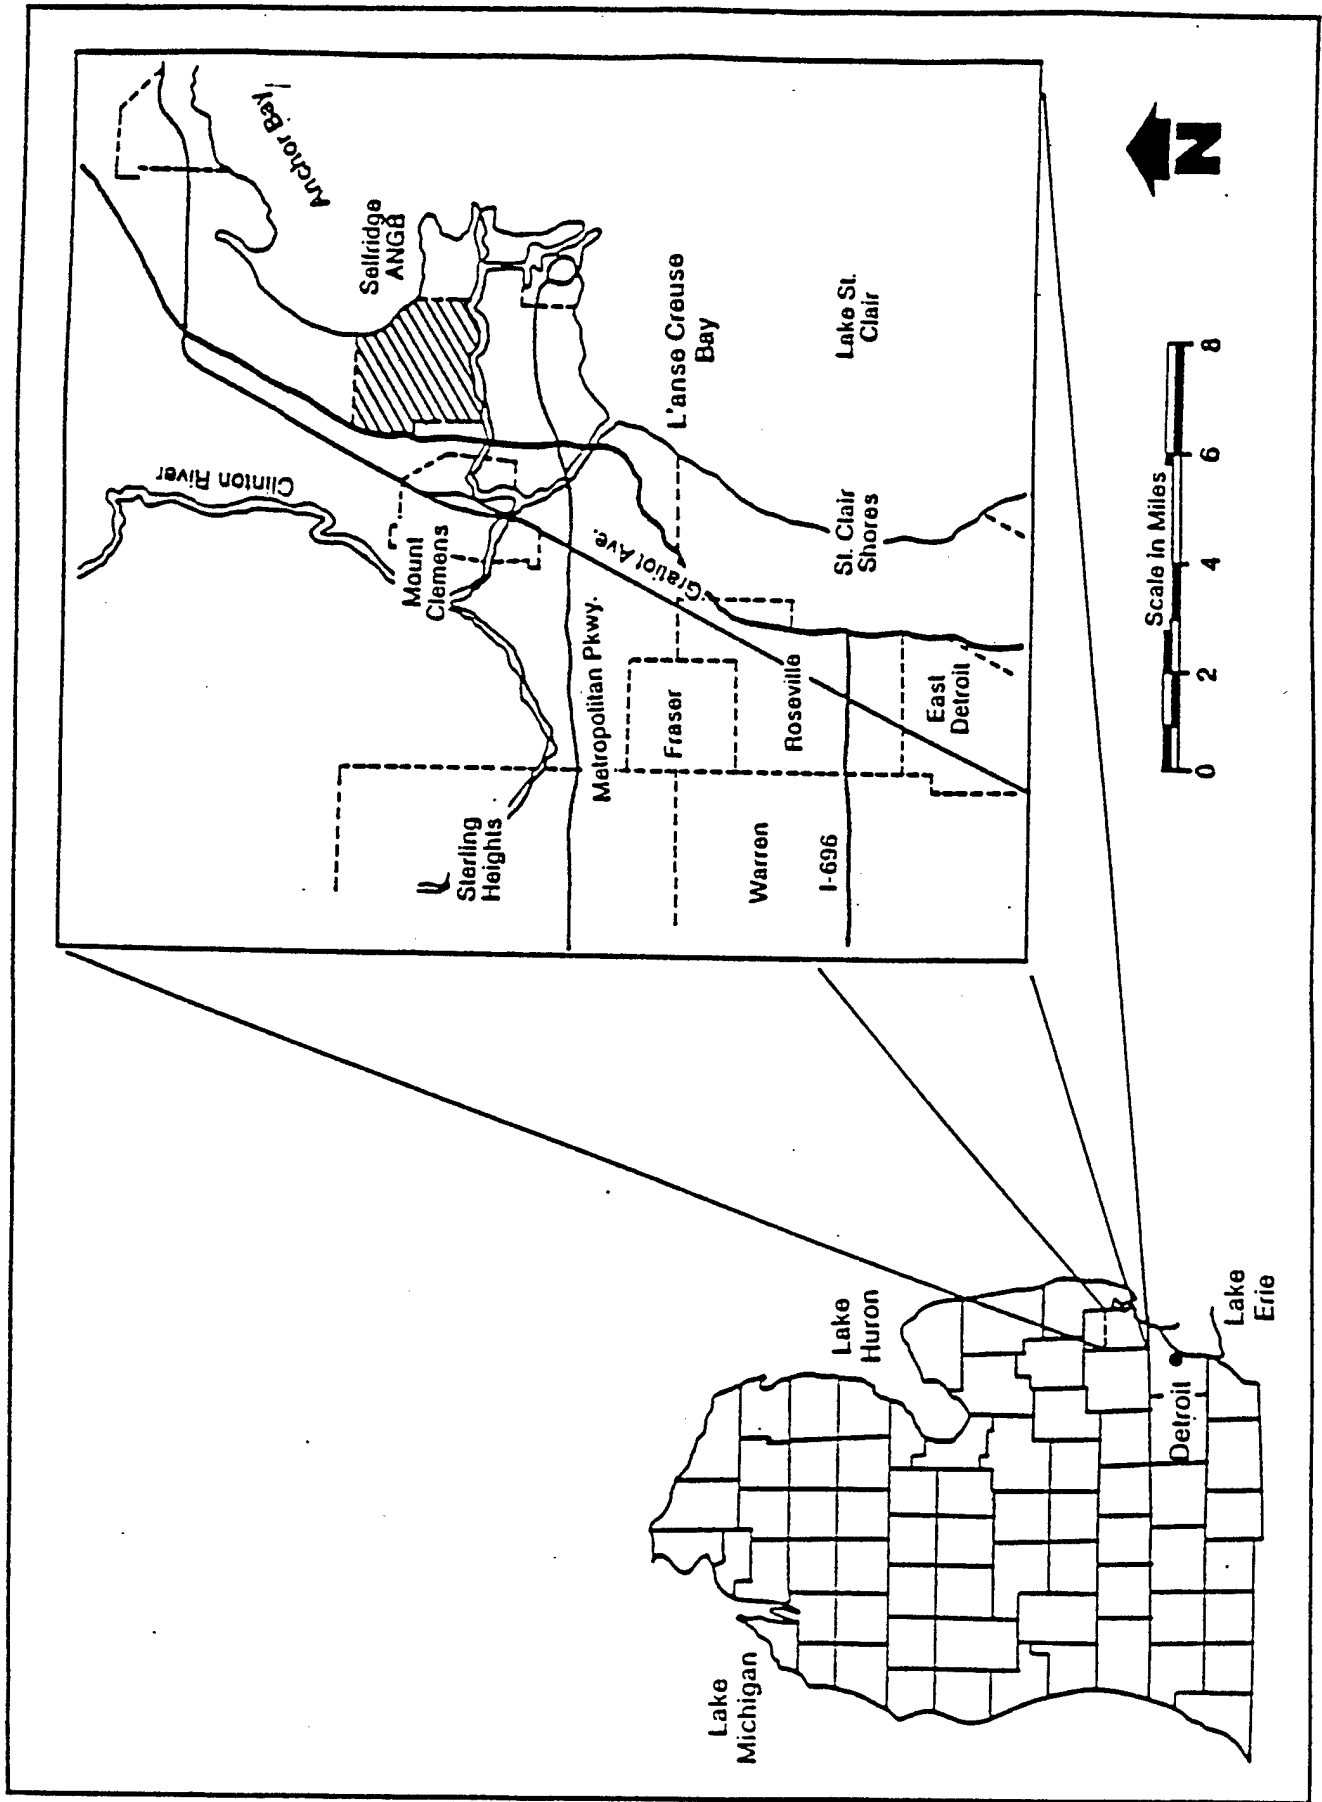 Anchor Bay
Selfridge
ANGB
Clinton River
Mount
Clemens
L'anse Creuse
Bay
Lake St.
Clair
Gratiot Ave.
St. Clair
Shores
Metropolitan Pkwy.
Fraser
Roseville
East
Detroit
Sterling
Heights
Warren
I-696
N
Scale in Miles
0 2 4 6 8
Lake
Huron
Lake
Erie
Detroit
Lake
Michigan